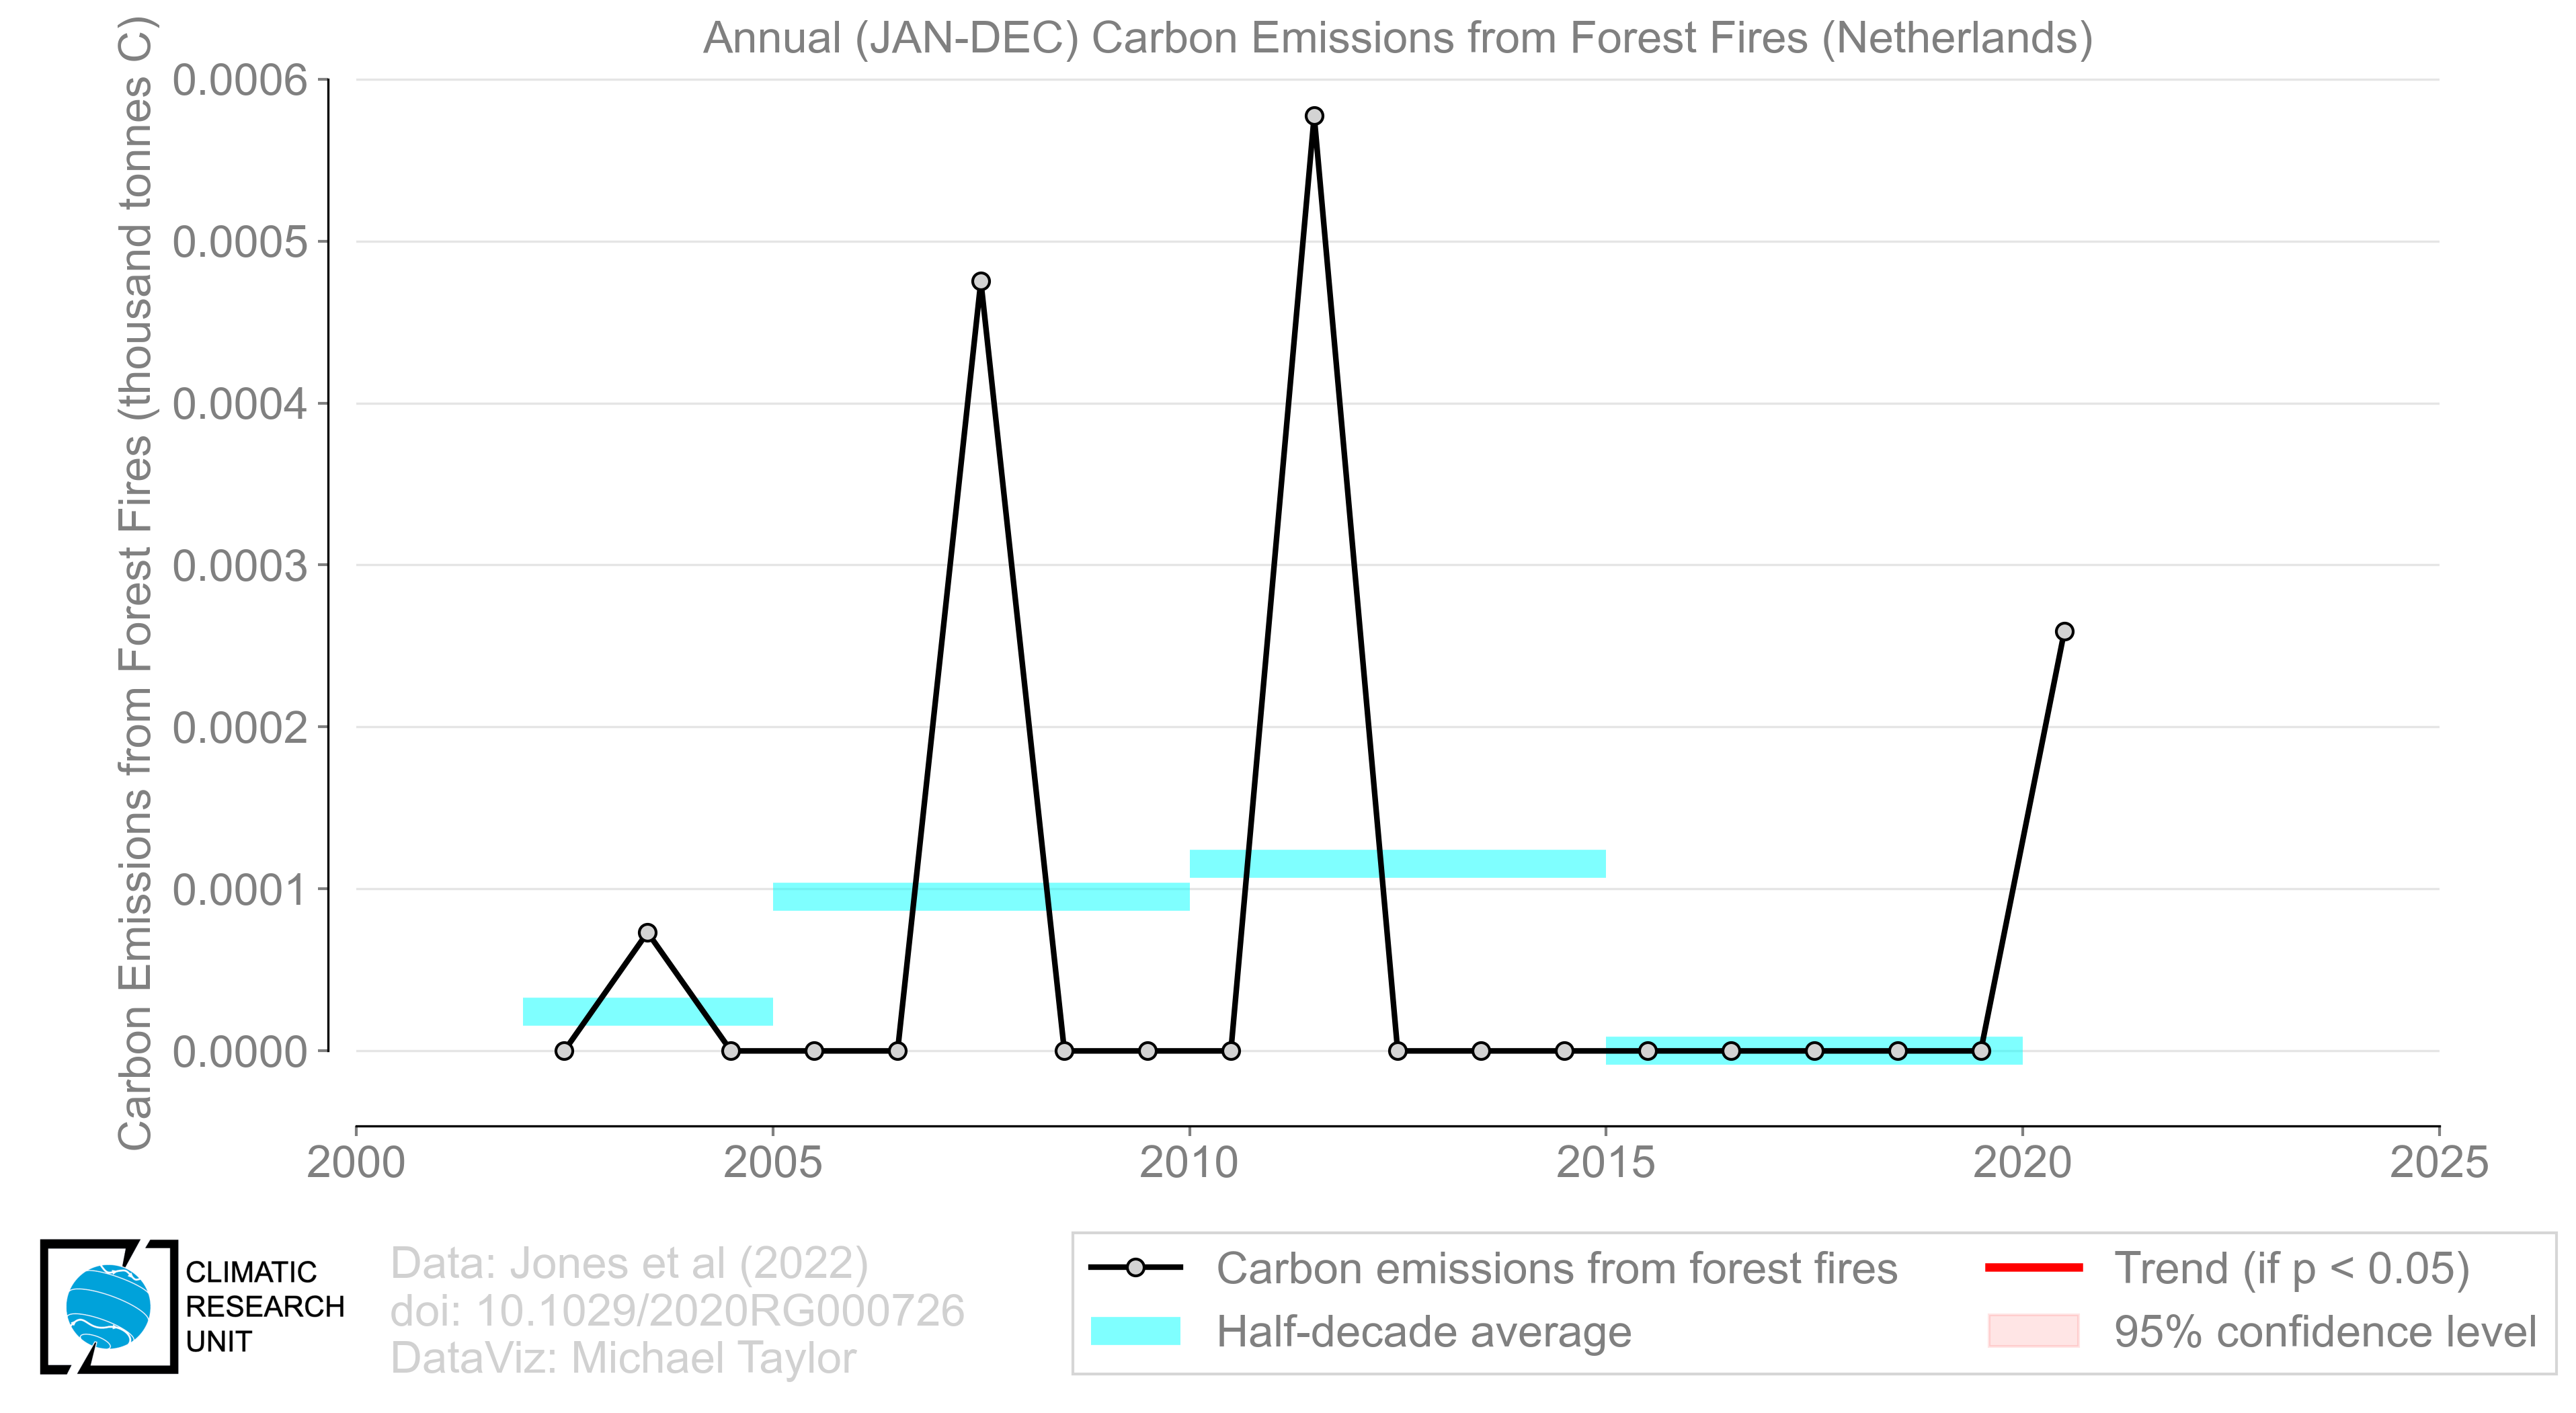 Annual (JAN-DEC) Carbon Emissions from Forest Fires (Netherlands)
Carbon Emissions from Forest Fires (thousand tonnes C)
0.0006
0.0005
0.0004
0.0003
0.0002
0.0001
0.0000
2000 2005 2010 2015 2020 2025
CLIMATIC
RESEARCH
UNIT
Data: Jones et al (2022)
doi: 10.1029/2020RG000726
DataViz: Michael Taylor
Carbon emissions from forest fires
Half-decade average
Trend (if p < 0.05)
95% confidence level